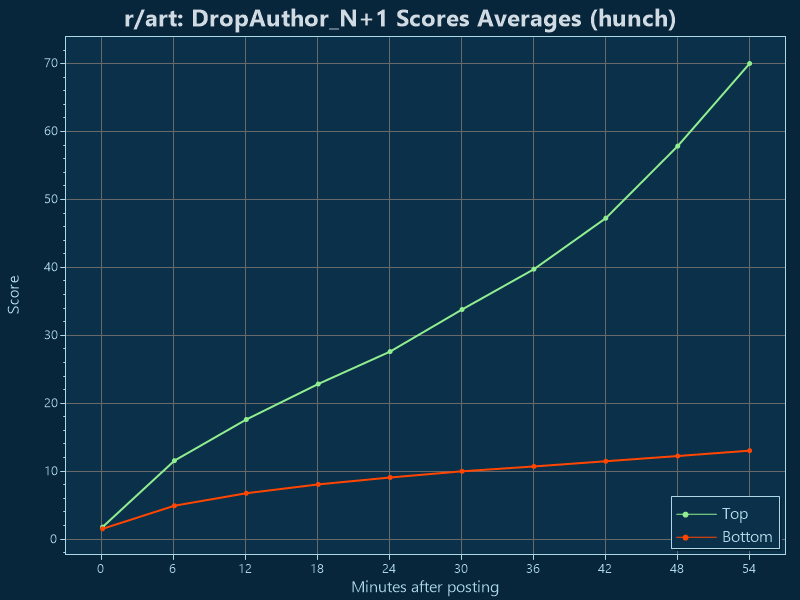 r/art: DropAuthor_N+1 Scores Averages (hunch)
70
60
50
40
30
20
10
0
Score
0 6 12 18 24 30 36 42 48 54
Minutes after posting
Top
Bottom